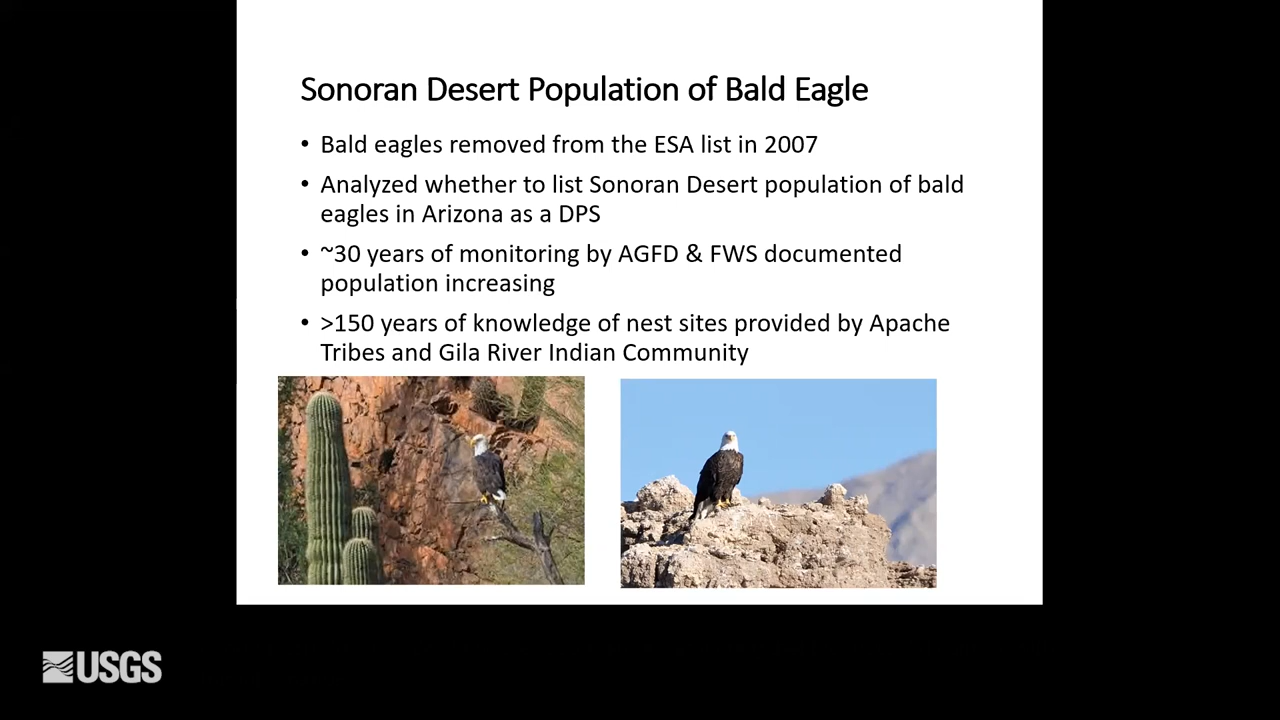 Sonoran Desert Population of Bald Eagle
• Bald eagles removed from the ESA list in 2007
• Analyzed whether to list Sonoran Desert population of bald
eagles in Arizona as a DPS
• ~30 years of monitoring by AGFD & FWS documented
population increasing
• >150 years of knowledge of nest sites provided by Apache
Tribes and Gila River Indian Community
USGS